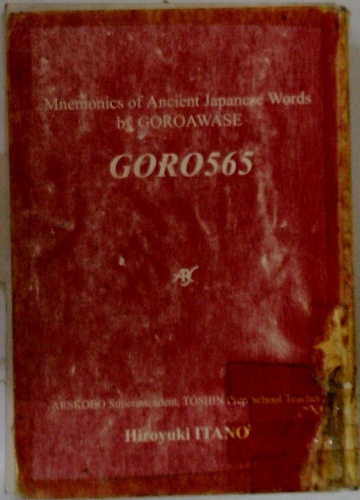 Mnemonics of Ancient Japanese Words
by GOROAWASE
GORO565
ARSKOBO Superintendent, TOSHIN Prep School Teacher
Hiroyuki ITANO